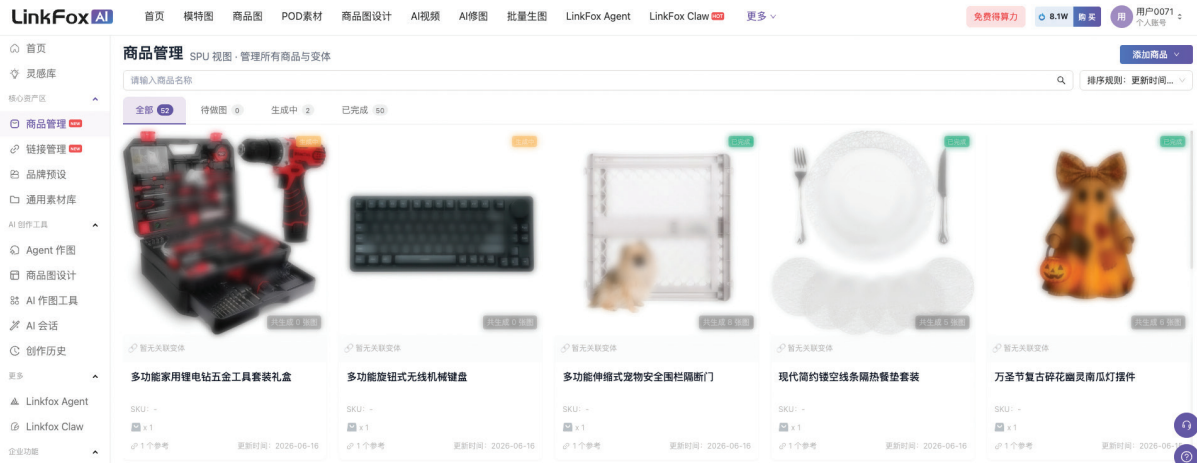 LinkFox AI
首页 模特图 商品图 POD素材 商品图设计 AI视频 AI修图 批量生图 LinkFox Agent LinkFox Claw HOT 更多
免费得算力 8.1W 购买 用 用户0071
个人账号
首页
灵感库
核心资产区
商品管理 NEW
链接管理 NEW
品牌预设
通用素材库
AI 创作工具
Agent 作图
商品图设计
AI 作图工具
AI 会话
创作历史
更多
Linkfox Agent
Linkfox Claw
企业功能
商品管理 SPU 视图 · 管理所有商品与变体
添加商品
请输入商品名称
排序规则：更新时间...
全部 52 待做图 0 生成中 2 已完成 50
生成中 生成中 已完成 已完成 已完成
共生成 0 张图 共生成 0 张图 共生成 5 张图 共生成 6 张图
暂无关联变体 暂无关联变体 暂无关联变体 暂无关联变体 暂无关联变体
多功能家用锂电钻五金工具套装礼盒 多功能旋钮式无线机械键盘 多功能伸缩式宠物安全围栏隔断门 现代简约镂空线条隔热餐垫套装 万圣节复古碎花幽灵南瓜灯摆件
SKU： - SKU： - SKU： - SKU： - SKU： -
x 1 x 1 x 1 x 1 x 1
1 个参考 更新时间：2026-06-16 1 个参考 更新时间：2026-06-16 1 个参考 更新时间：2026-06-16 1 个参考 更新时间：2026-06-16 1 个参考 更新时间：2026-06-16